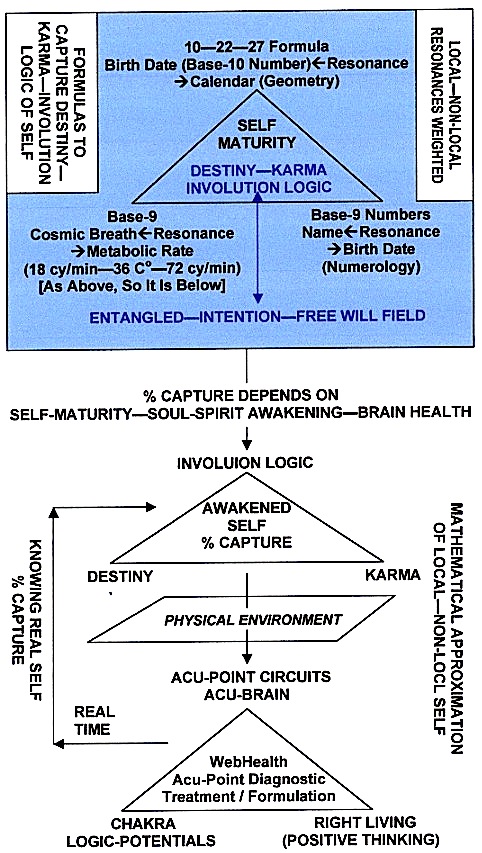 FORMULAS TO
CAPTURE DESTINY—
KARMA—INVOLUTION
LOGIC OF SELF
10—22—27 Formula
Birth Date (Base-10 Number)←Resonance
→Calendar (Geometry)
LOCAL—NON-LOCAL
RESONANCES WEIGHTED
SELF
MATURITY
DESTINY—KARMA
INVOLUTION LOGIC
Base-9
Cosmic Breath←Resonance
→Metabolic Rate
(18 cy/min—36 C°—72 cy/min)
[As Above, So It Is Below]
Base-9 Numbers
Name←Resonance
→Birth Date
(Numerology)
ENTANGLED—INTENTION—FREE WILL FIELD
% CAPTURE DEPENDS ON
SELF-MATURITY—SOUL-SPIRIT AWAKENING—BRAIN HEALTH
INVOLUION LOGIC
AWAKENED
SELF
% CAPTURE
DESTINY
KARMA
KNOWING REAL SELF
% CAPTURE
MATHEMATICAL APPROXIMATION
OF LOCAL—NON-LOCL SELF
PHYSICAL ENVIRONMENT
ACU-POINT CIRCUITS
ACU-BRAIN
REAL
TIME
WebHealth
Acu-Point Diagnostic
Treatment / Formulation
CHAKRA
LOGIC-POTENTIALS
RIGHT LIVING
(POSITIVE THINKING)